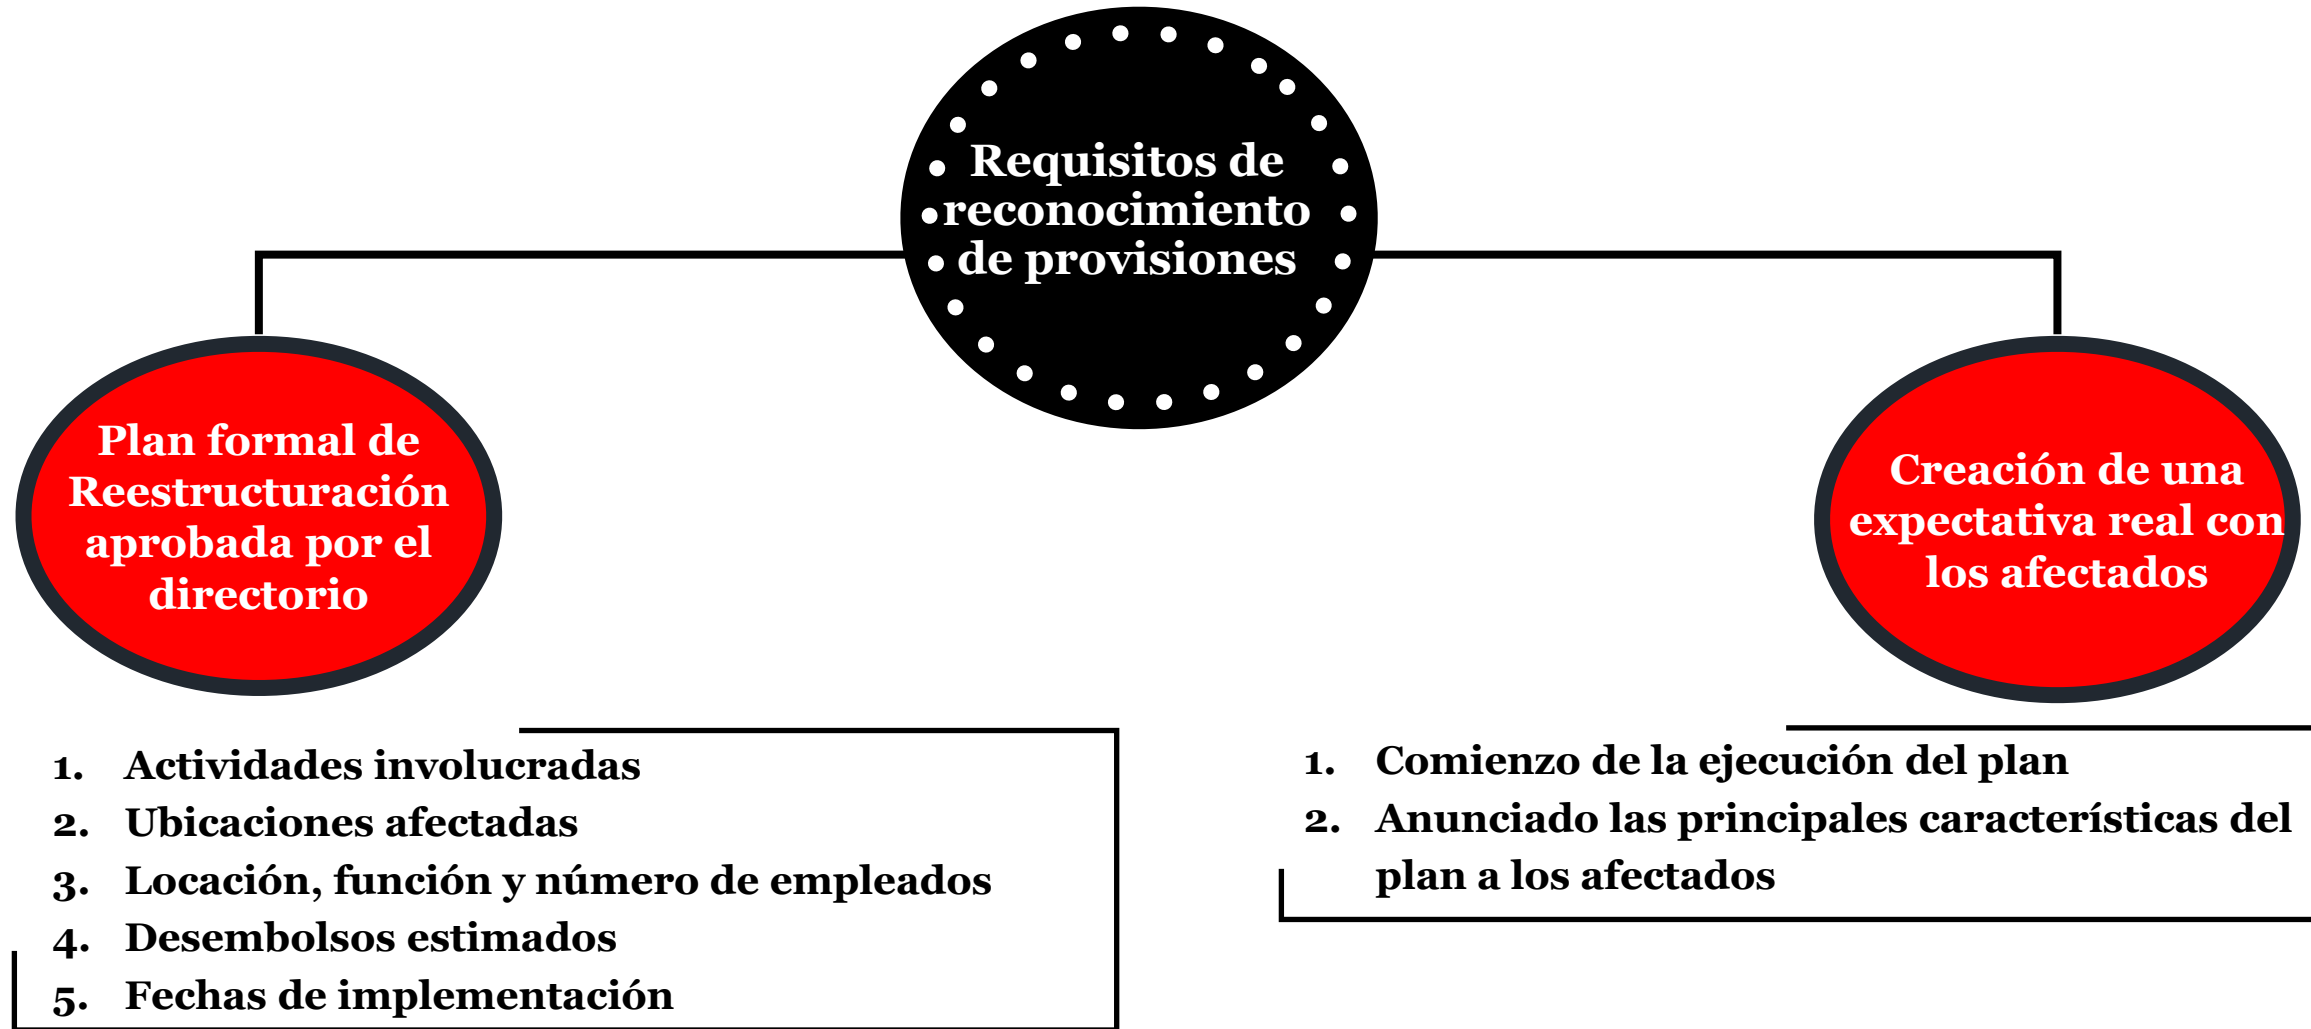 Requisitos de
reconocimiento
de provisiones
Plan formal de
Reestructuración
aprobada por el
directorio
Creación de una
expectativa real con
los afectados
1. Actividades involucradas
2. Ubicaciones afectadas
3. Locación, función y número de empleados
4. Desembolsos estimados
5. Fechas de implementación
1. Comienzo de la ejecución del plan
2. Anunciado las principales características del
plan a los afectados